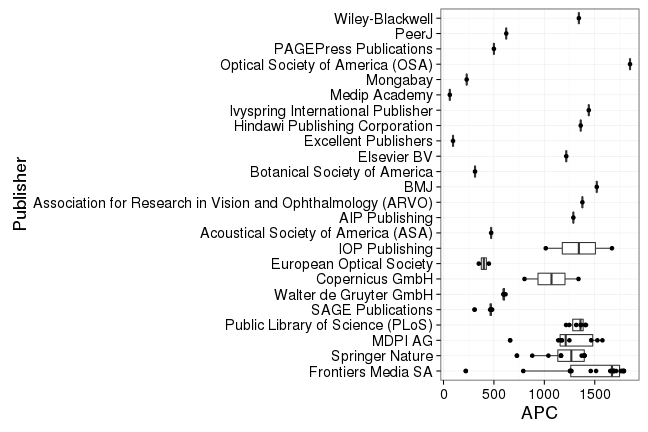 Wiley-Blackwell
PeerJ
PAGEPress Publications
Optical Society of America (OSA)
Mongabay
Medip Academy
Ivyspring International Publisher
Hindawi Publishing Corporation
Excellent Publishers
Elsevier BV
Botanical Society of America
BMJ
Association for Research in Vision and Ophthalmology (ARVO)
AIP Publishing
Acoustical Society of America (ASA)
IOP Publishing
European Optical Society
Copernicus GmbH
Walter de Gruyter GmbH
SAGE Publications
Public Library of Science (PLoS)
MDPI AG
Springer Nature
Frontiers Media SA
Publisher
0 500 1000 1500
APC